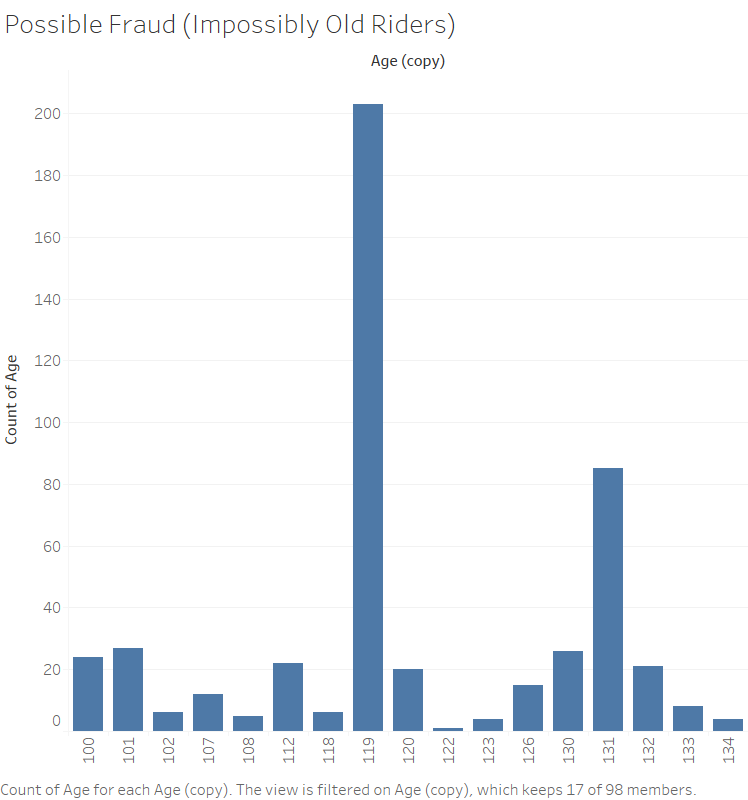 Possible Fraud (Impossibly Old Riders)
Age (copy)
Count of Age
200
180
160
140
120
100
80
60
40
20
0
100 101 102 107 108 112 118 119 120 122 123 126 130 131 132 133 134
Count of Age for each Age (copy). The view is filtered on Age (copy), which keeps 17 of 98 members.